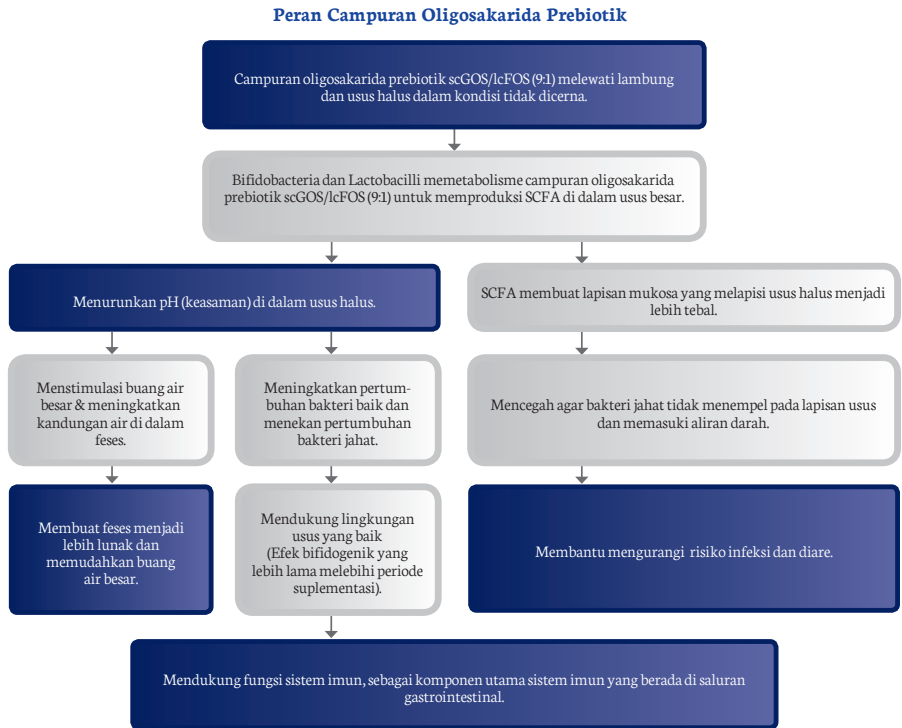 Peran Campuran Oligosakarida Prebiotik
Campuran oligosakarida prebiotik scGOS/lcFOS (9:1) melewati lambung
dan usus halus dalam kondisi tidak dicerna.
Bifidobacteria dan Lactobacilli memetabolisme campuran oligosakarida
prebiotik scGOS/lcFOS (9:1) untuk memproduksi SCFA di dalam usus besar.
Menurunkan pH (keasaman) di dalam usus halus.
SCFA membuat lapisan mukosa yang melapisi usus halus menjadi
lebih tebal.
Menstimulasi buang air
besar & meningkatkan
kandungan air di dalam
feses.
Meningkatkan pertum-
buhan bakteri baik dan
menekan pertumbuhan
bakteri jahat.
Mencegah agar bakteri jahat tidak menempel pada lapisan usus
dan memasuki aliran darah.
Membuat feses menjadi
lebih lunak dan
memudahkan buang
air besar.
Mendukung lingkungan
usus yang baik
(Efek bifidogenik yang
lebih lama melebihi periode
suplementasi).
Membantu mengurangi risiko infeksi dan diare.
Mendukung fungsi sistem imun, sebagai komponen utama sistem imun yang berada di saluran
gastrointestinal.